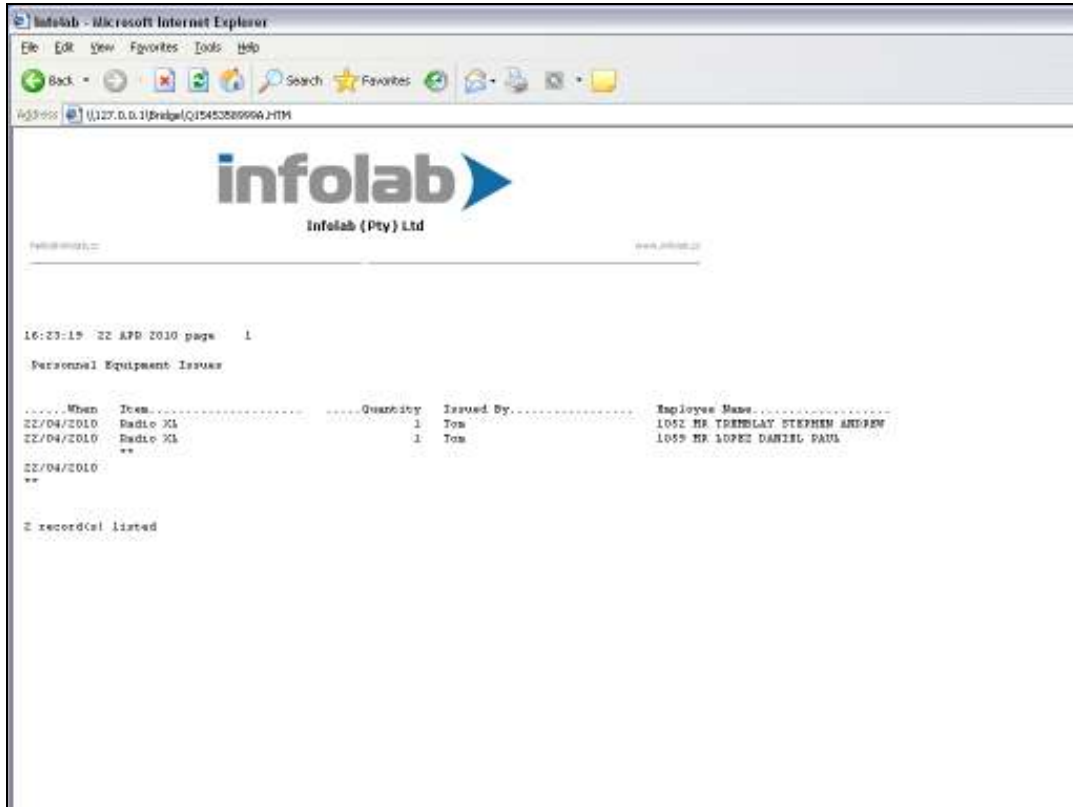 Infolab - Microsoft Internet Explorer
File Edit View Favorites Tools Help
Back Search Favorites
Address
infolab
Infolab (Pty) Ltd
16:23:19 22 APR 2010 page 1
Personnel Equipment Issues
......When Item...................... .....Quantity Issued By................. Employee Name...................
22/04/2010 Radio XL 1 Tom 1052 MR TREMBLAY STEPHEN ANDREW
22/04/2010 Radio XL 1 Tom 1059 MR LOPEZ DANIEL PAUL
**
22/04/2010
**
2 record(s) listed